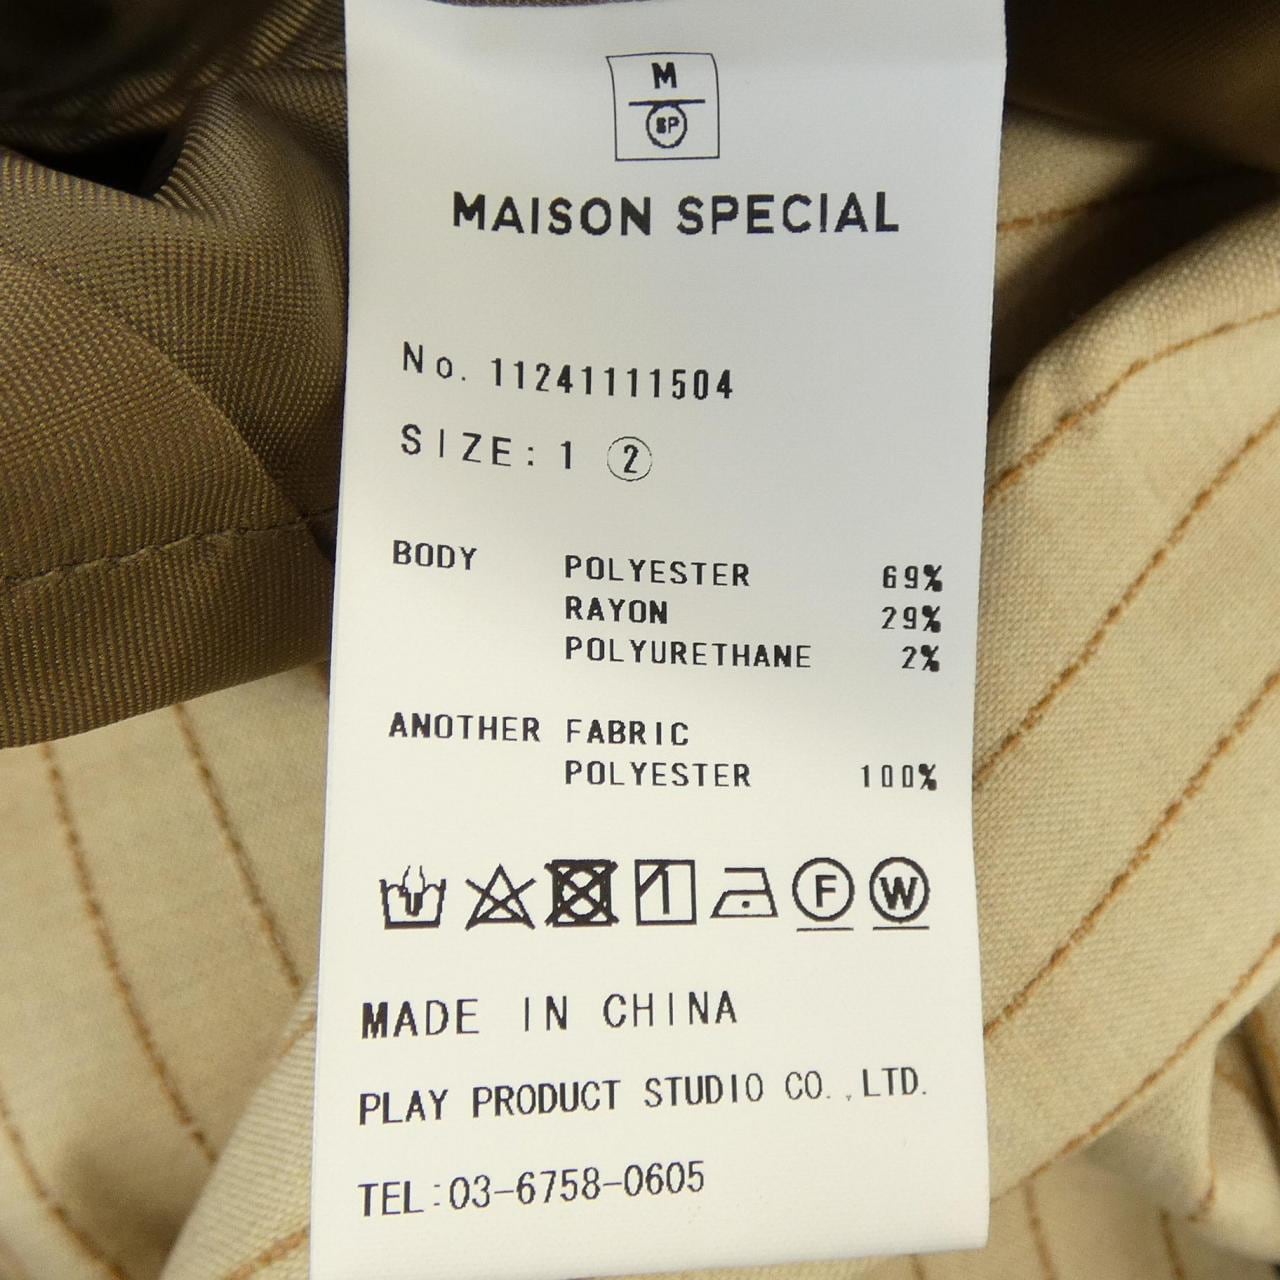 M
SP
MAISON SPECIAL
No. 11241111504
SIZE: 1 ②
BODY POLYESTER 69%
RAYON 29%
POLYURETHANE 2%
ANOTHER FABRIC
POLYESTER 100%
F W
MADE IN CHINA
PLAY PRODUCT STUDIO CO.,LTD.
TEL:03-6758-0605